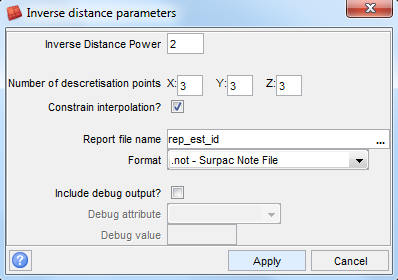 Inverse distance parameters
Inverse Distance Power 2
Number of descretisation points X: 3 Y: 3 Z: 3
Constrain interpolation?
Report file name rep_est_id ...
Format .not - Surpac Note File
Include debug output?
Debug attribute
Debug value
? Apply Cancel